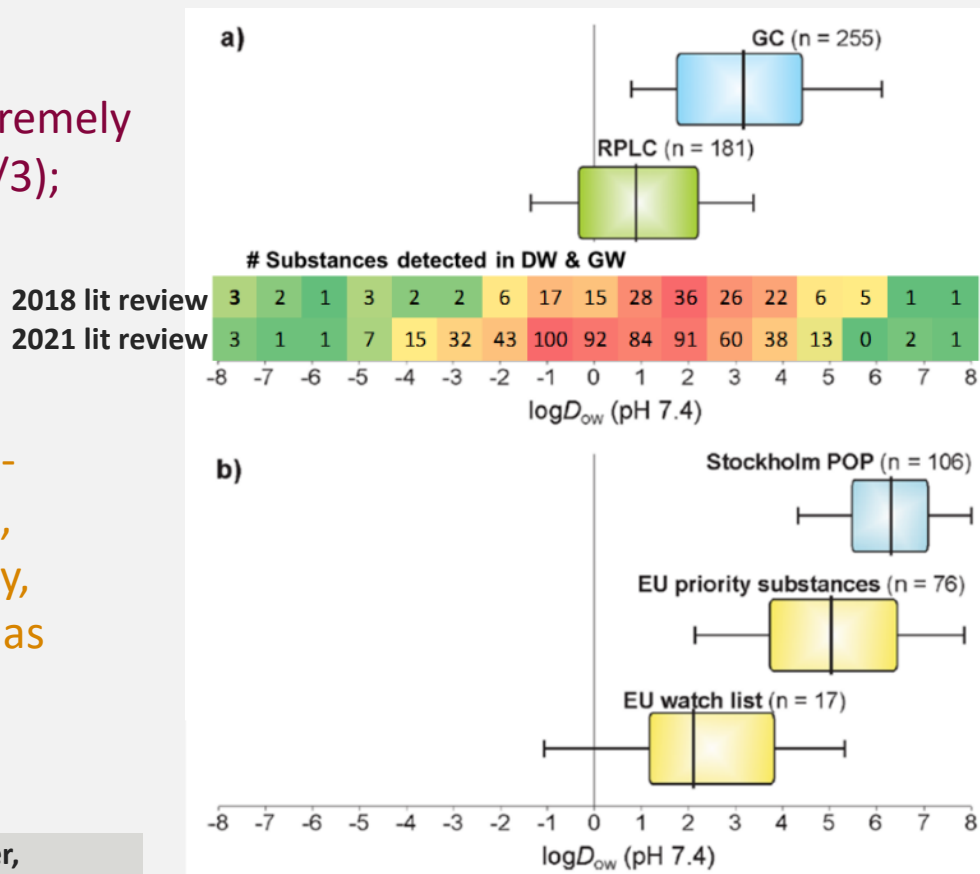 remely
/3);
-
,
y,
as
r,
a)
GC (n = 255)
RPLC (n = 181)
# Substances detected in DW & GW
2018 lit review 3 2 1 3 2 2 6 17 15 28 36 26 22 6 5 1 1
2021 lit review 3 1 1 7 15 32 43 100 92 84 91 60 38 13 0 2 1
-8 -7 -6 -5 -4 -3 -2 -1 0 1 2 3 4 5 6 7 8
logDow (pH 7.4)
b)
Stockholm POP (n = 106)
EU priority substances (n = 76)
EU watch list (n = 17)
-8 -7 -6 -5 -4 -3 -2 -1 0 1 2 3 4 5 6 7 8
logDow (pH 7.4)